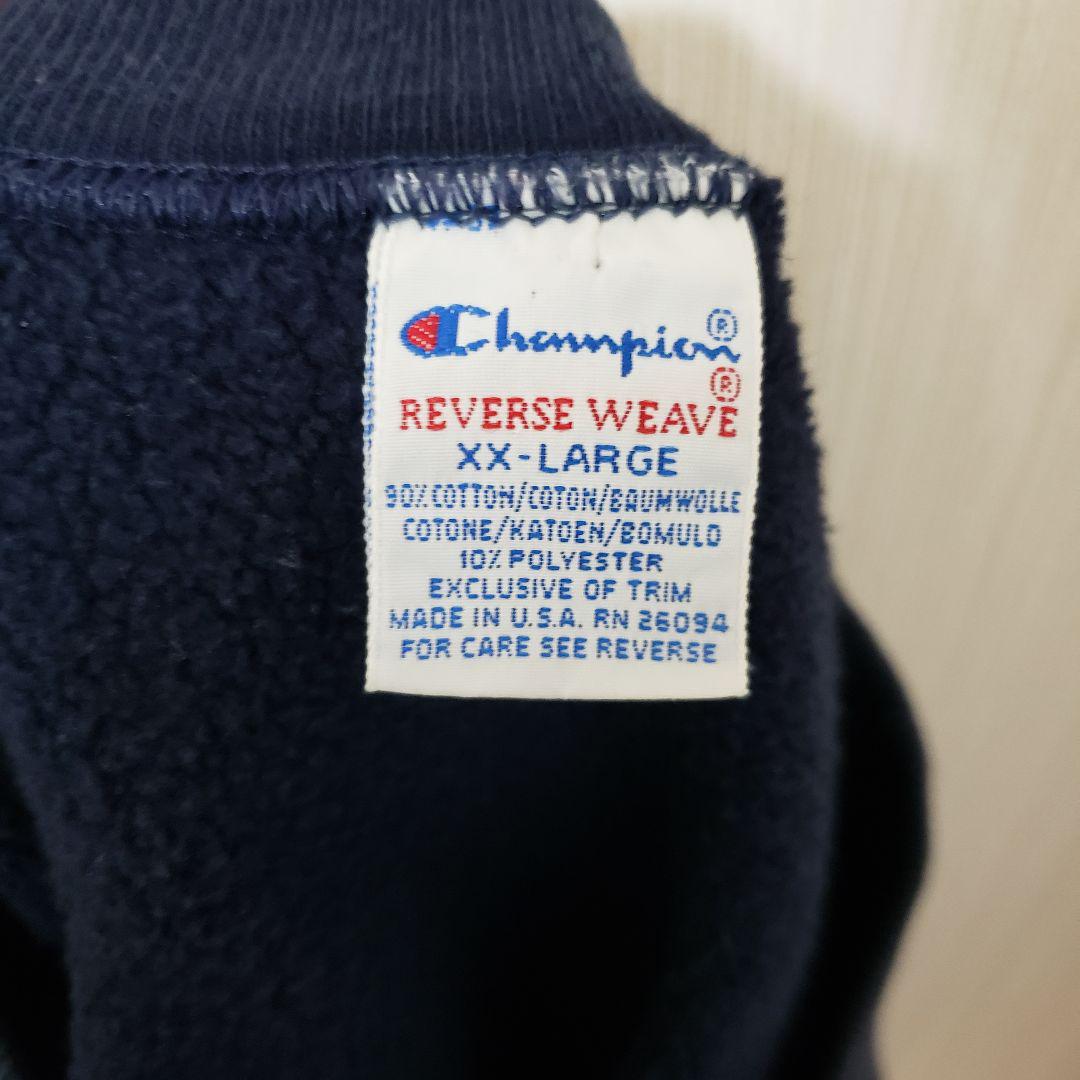 Champion®
®
REVERSE WEAVE
XX-LARGE
90% COTTON/COTON/BAUMWOLLE
COTONE/KATOEN/BOMULD
10% POLYESTER
EXCLUSIVE OF TRIM
MADE IN U.S.A. RN 26094
FOR CARE SEE REVERSE